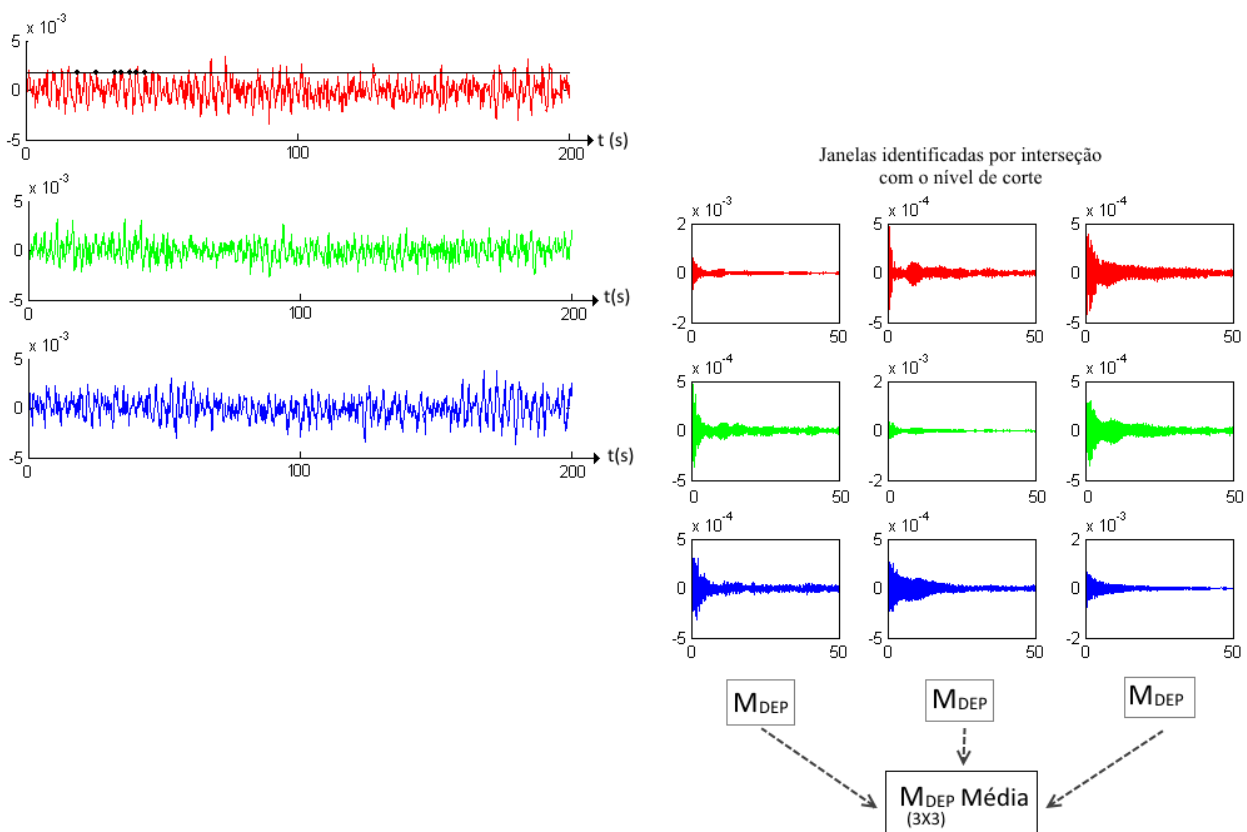 x 10-3
5
0
-5
0
100
200
t (s)
x 10-3
5
0
-5
0
100
200
t(s)
x 10-3
5
0
-5
0
100
200
t(s)
Janelas identificadas por interseção
com o nível de corte
x 10-3
2
0
-2
0
50
x 10-4
5
0
-5
0
50
x 10-4
5
0
-5
0
50
x 10-4
5
0
-5
0
50
x 10-3
2
0
-2
0
50
x 10-4
5
0
-5
0
50
x 10-4
5
0
-5
0
50
x 10-4
5
0
-5
0
50
x 10-3
2
0
-2
0
50
MDEP
MDEP
MDEP
MDEP Média
(3X3)